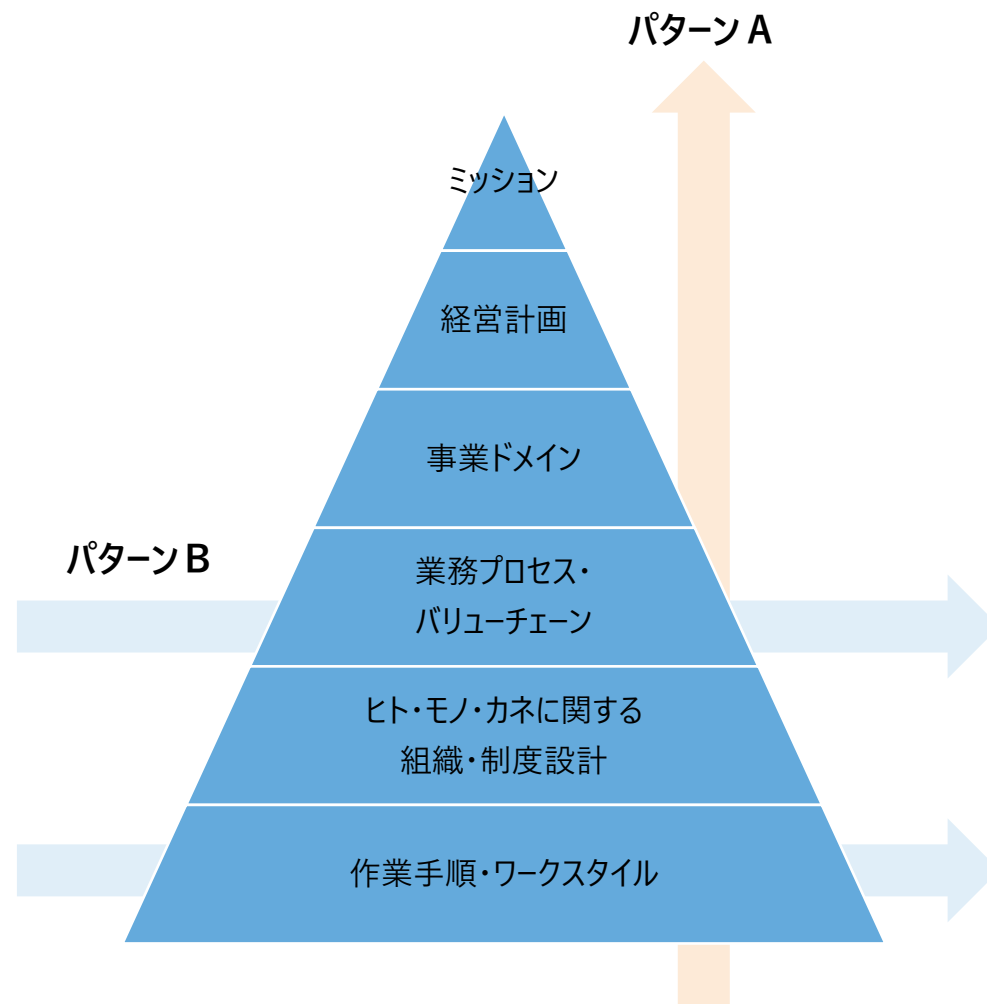 パターン A
ミッション
経営計画
事業ドメイン
パターン B
業務プロセス・
バリューチェーン
ヒト・モノ・カネに関する
組織・制度設計
作業手順・ワークスタイル